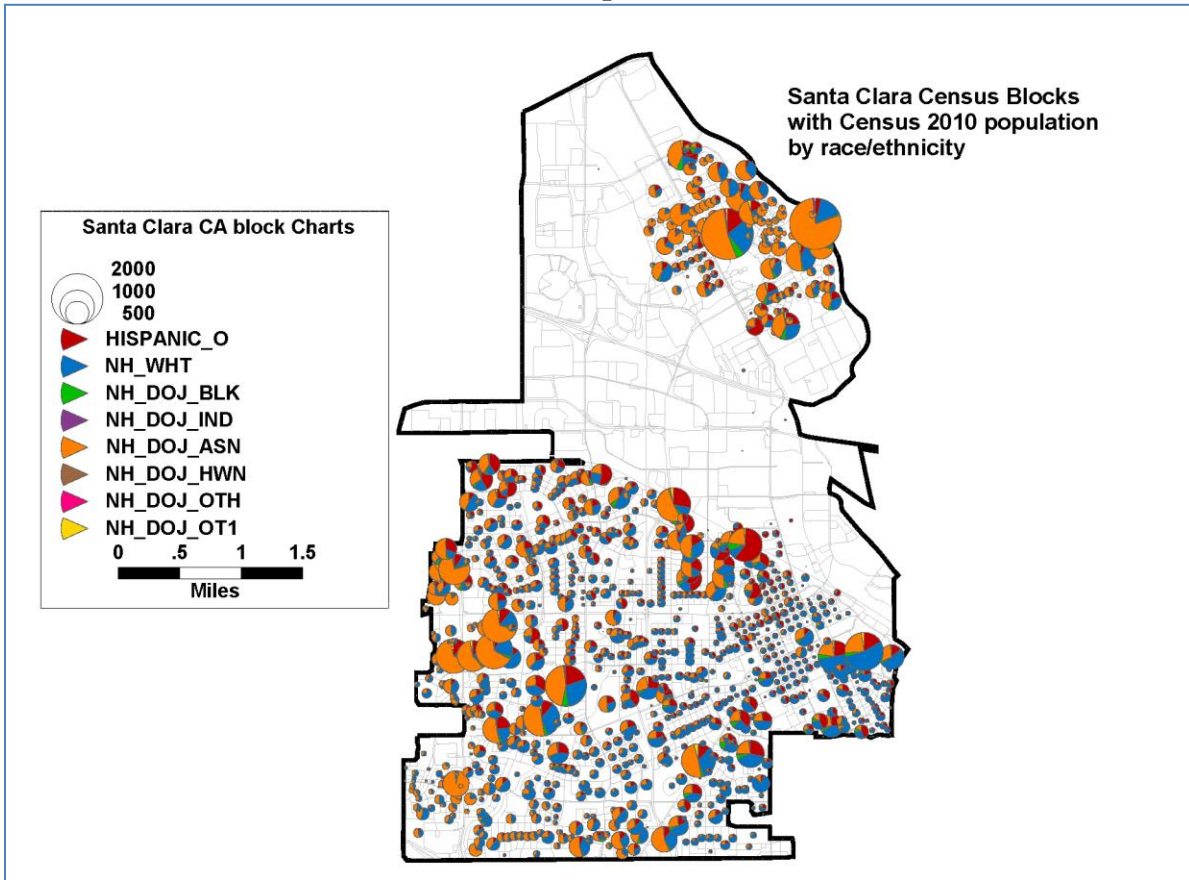 Santa Clara Census Blocks
with Census 2010 population
by race/ethnicity
Santa Clara CA block Charts
2000
1000
500
HISPANIC_O
NH_WHT
NH_DOJ_BLK
NH_DOJ_IND
NH_DOJ_ASN
NH_DOJ_HWN
NH_DOJ_OTH
NH_DOJ_OT1
0 .5 1 1.5
Miles